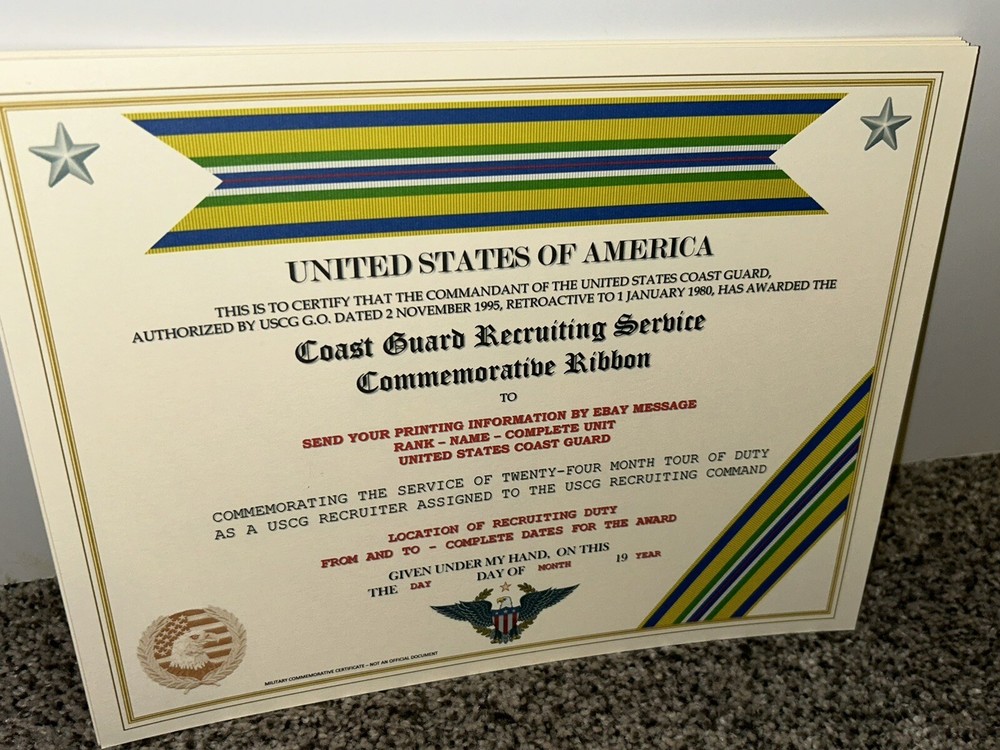 UNITED STATES OF AMERICA
THIS IS TO CERTIFY THAT THE COMMANDANT OF THE UNITED STATES COAST GUARD,
AUTHORIZED BY USCG G.O. DATED 2 NOVEMBER 1995, RETROACTIVE TO 1 JANUARY 1980, HAS AWARDED THE
Coast Guard Recruiting Service
Commemorative Ribbon
TO
SEND YOUR PRINTING INFORMATION BY EBAY MESSAGE
RANK – NAME – COMPLETE UNIT
UNITED STATES COAST GUARD
COMMEMORATING THE SERVICE OF TWENTY-FOUR MONTH TOUR OF DUTY
AS A USCG RECRUITER ASSIGNED TO THE USCG RECRUITING COMMAND
LOCATION OF RECRUITING DUTY
FROM AND TO – COMPLETE DATES FOR THE AWARD
GIVEN UNDER MY HAND, ON THIS
THE DAY DAY OF MONTH 19 YEAR
MILITARY COMMEMORATIVE CERTIFICATE – NOT AN OFFICIAL DOCUMENT